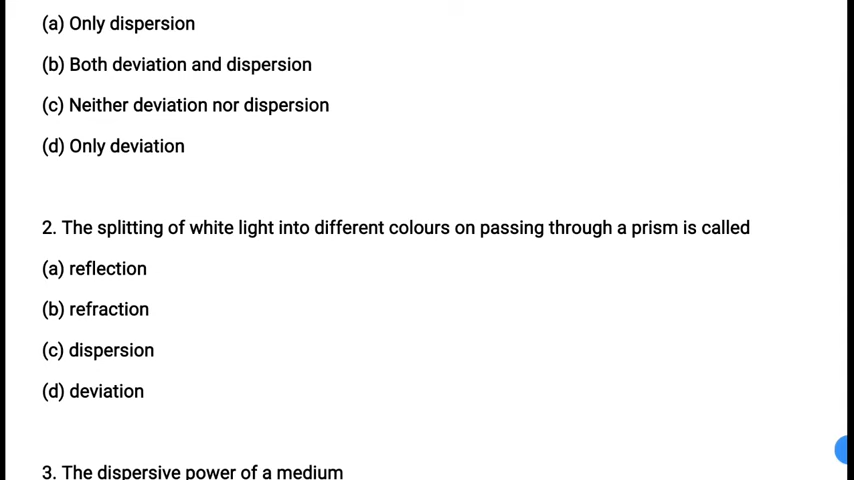 (a) Only dispersion
(b) Both deviation and dispersion
(c) Neither deviation nor dispersion
(d) Only deviation
2. The splitting of white light into different colours on passing through a prism is called
(a) reflection
(b) refraction
(c) dispersion
(d) deviation
3. The dispersive power of a medium